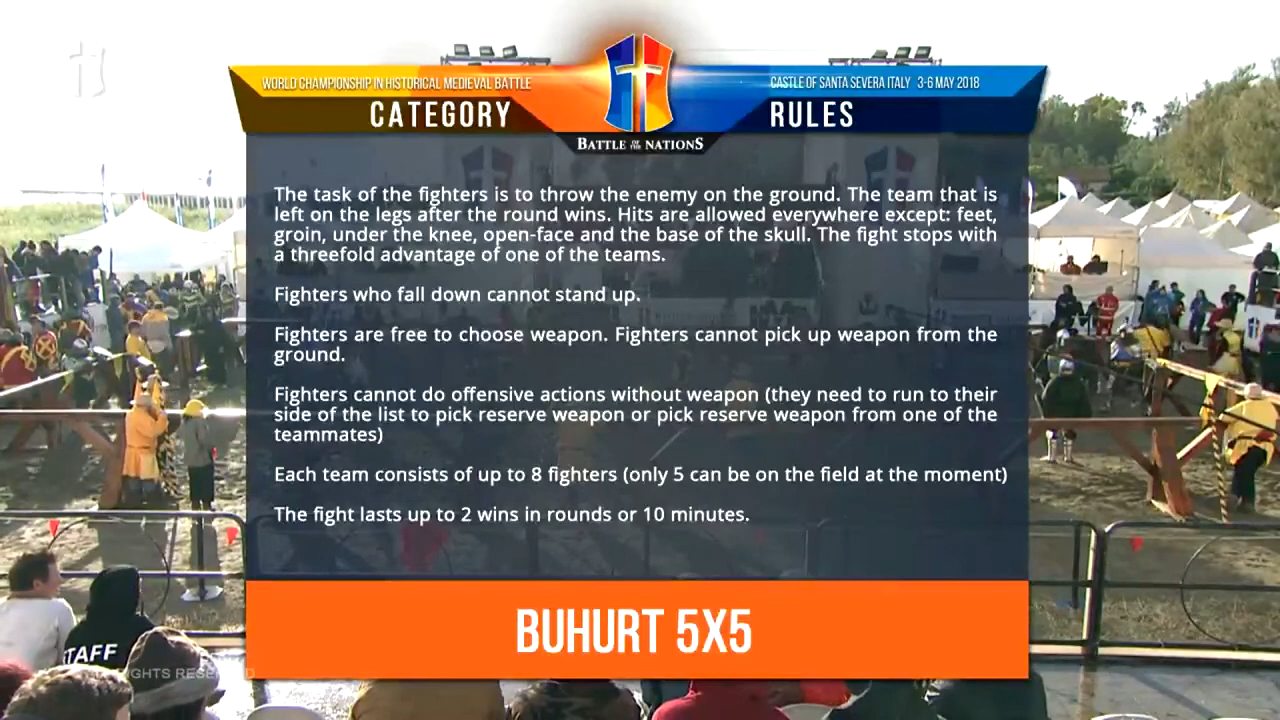 WORLD CHAMPIONSHIP IN HISTORICAL MEDIEVAL BATTLE
CASTLE OF SANTA SEVERA ITALY 3-6 MAY 2018
CATEGORY
RULES
BATTLE OF THE NATIONS
The task of the fighters is to throw the enemy on the ground. The team that is
left on the legs after the round wins. Hits are allowed everywhere except: feet,
groin, under the knee, open-face and the base of the skull. The fight stops with
a threefold advantage of one of the teams.
Fighters who fall down cannot stand up.
Fighters are free to choose weapon. Fighters cannot pick up weapon from the
ground.
Fighters cannot do offensive actions without weapon (they need to run to their
side of the list to pick reserve weapon or pick reserve weapon from one of the
teammates)
Each team consists of up to 8 fighters (only 5 can be on the field at the moment)
The fight lasts up to 2 wins in rounds or 10 minutes.
BUHURT 5X5
STAFF